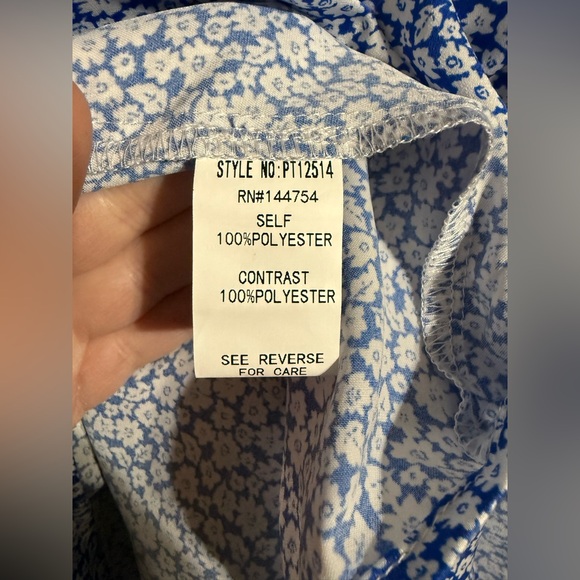 STYLE NO:PT12514
RN#144754
SELF
100%POLYESTER
CONTRAST
100%POLYESTER
SEE REVERSE
FOR CARE